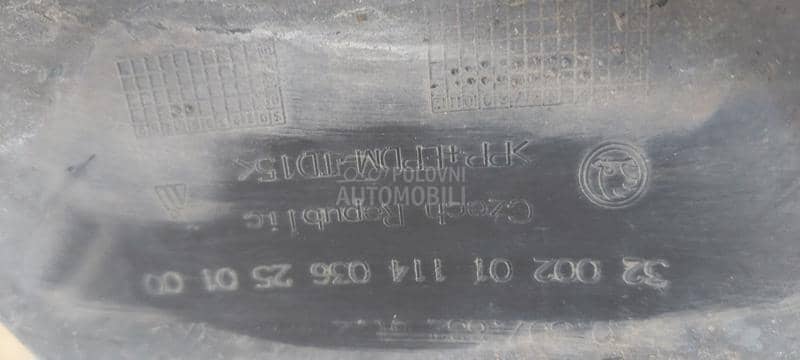 32 002 01 114 036 25 01 00
Czech Republic
>PP+EPDM-TD15<
POLOVNI
AUTOMOBILI